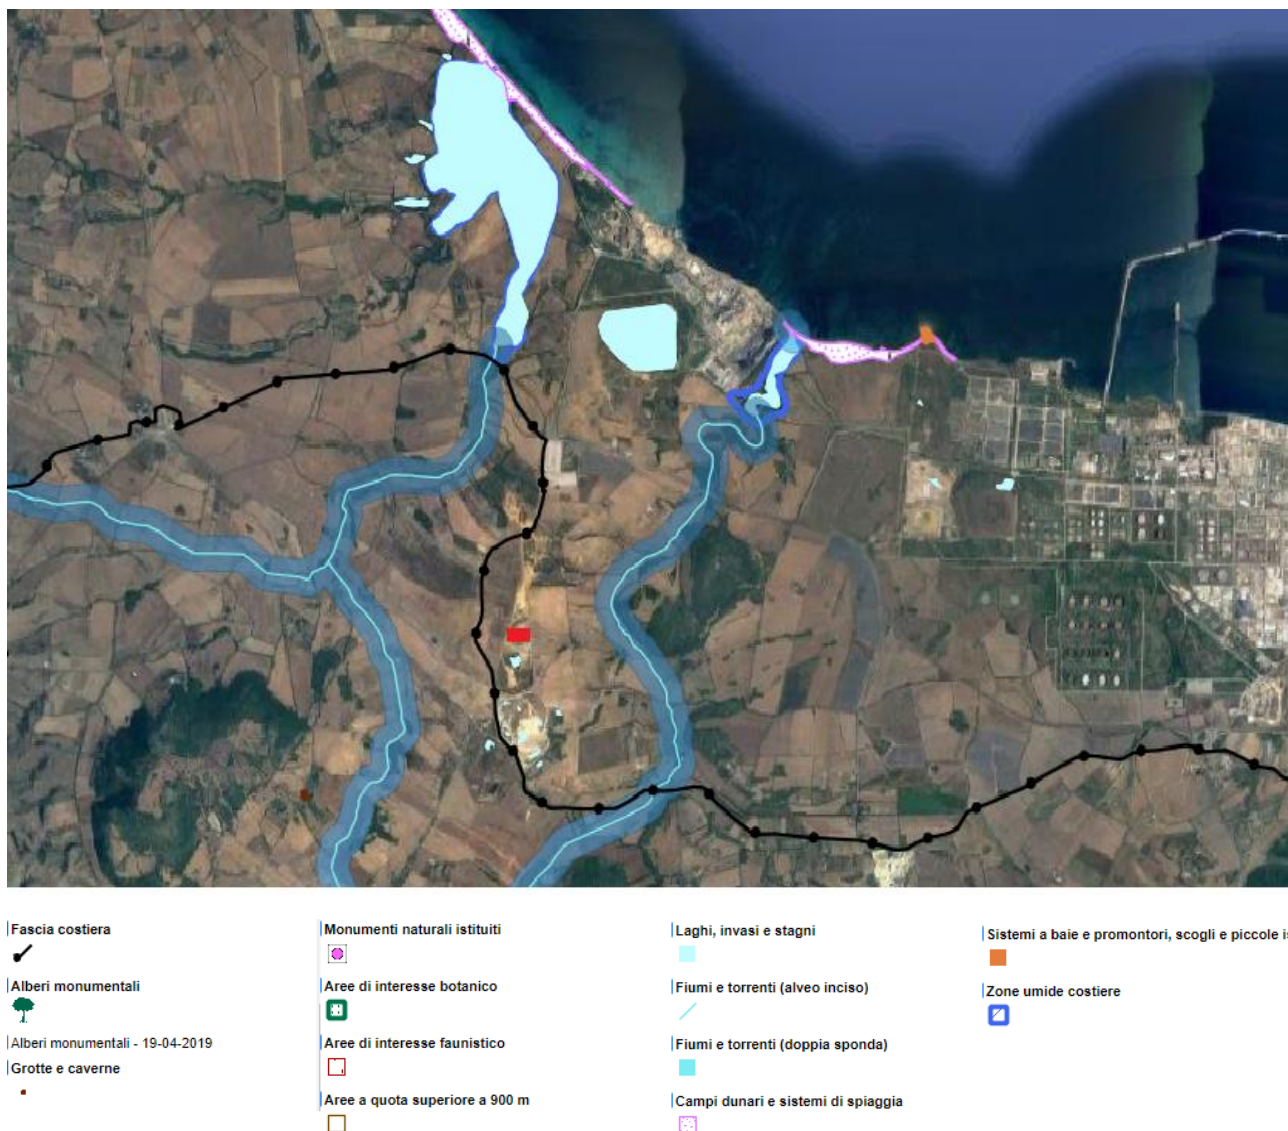 Fascia costiera
Alberi monumentali
Alberi monumentali - 19-04-2019
Grotte e caverne
Monumenti naturali istituiti
Aree di interesse botanico
Aree di interesse faunistico
Aree a quota superiore a 900 m
Laghi, invasi e stagni
Fiumi e torrenti (alveo inciso)
Fiumi e torrenti (doppia sponda)
Campi dunari e sistemi di spiaggia
Sistemi a baie e promontori, scogli e piccole is
Zone umide costiere